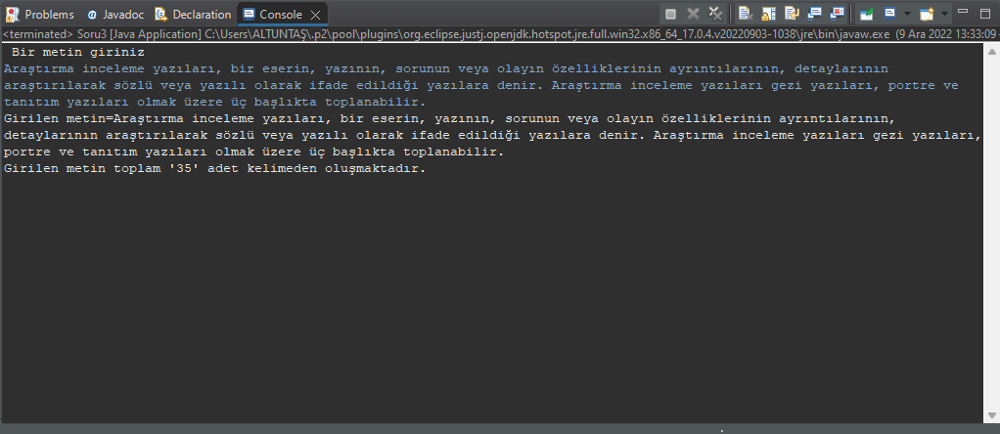 Problems @ Javadoc Declaration Console
<terminated> Soru3 [Java Application] C:\Users\ALTUNTAŞ\.p2\pool\plugins\org.eclipse.justj.openjdk.hotspot.jre.full.win32.x86_64_17.0.4.v20220903-1038\jre\bin\javaw.exe (9 Ara 2022 13:33:09
Bir metin giriniz
Araştırma inceleme yazıları, bir eserin, yazının, sorunun veya olayın özelliklerinin ayrıntılarının, detaylarının
araştırılarak sözlü veya yazılı olarak ifade edildiği yazılara denir. Araştırma inceleme yazıları gezi yazıları, portre ve
tanıtım yazıları olmak üzere üç başlıkta toplanabilir.
Girilen metin=Araştırma inceleme yazıları, bir eserin, yazının, sorunun veya olayın özelliklerinin ayrıntılarının,
detaylarının araştırılarak sözlü veya yazılı olarak ifade edildiği yazılara denir. Araştırma inceleme yazıları gezi yazıları,
portre ve tanıtım yazıları olmak üzere üç başlıkta toplanabilir.
Girilen metin toplam '35' adet kelimeden oluşmaktadır.